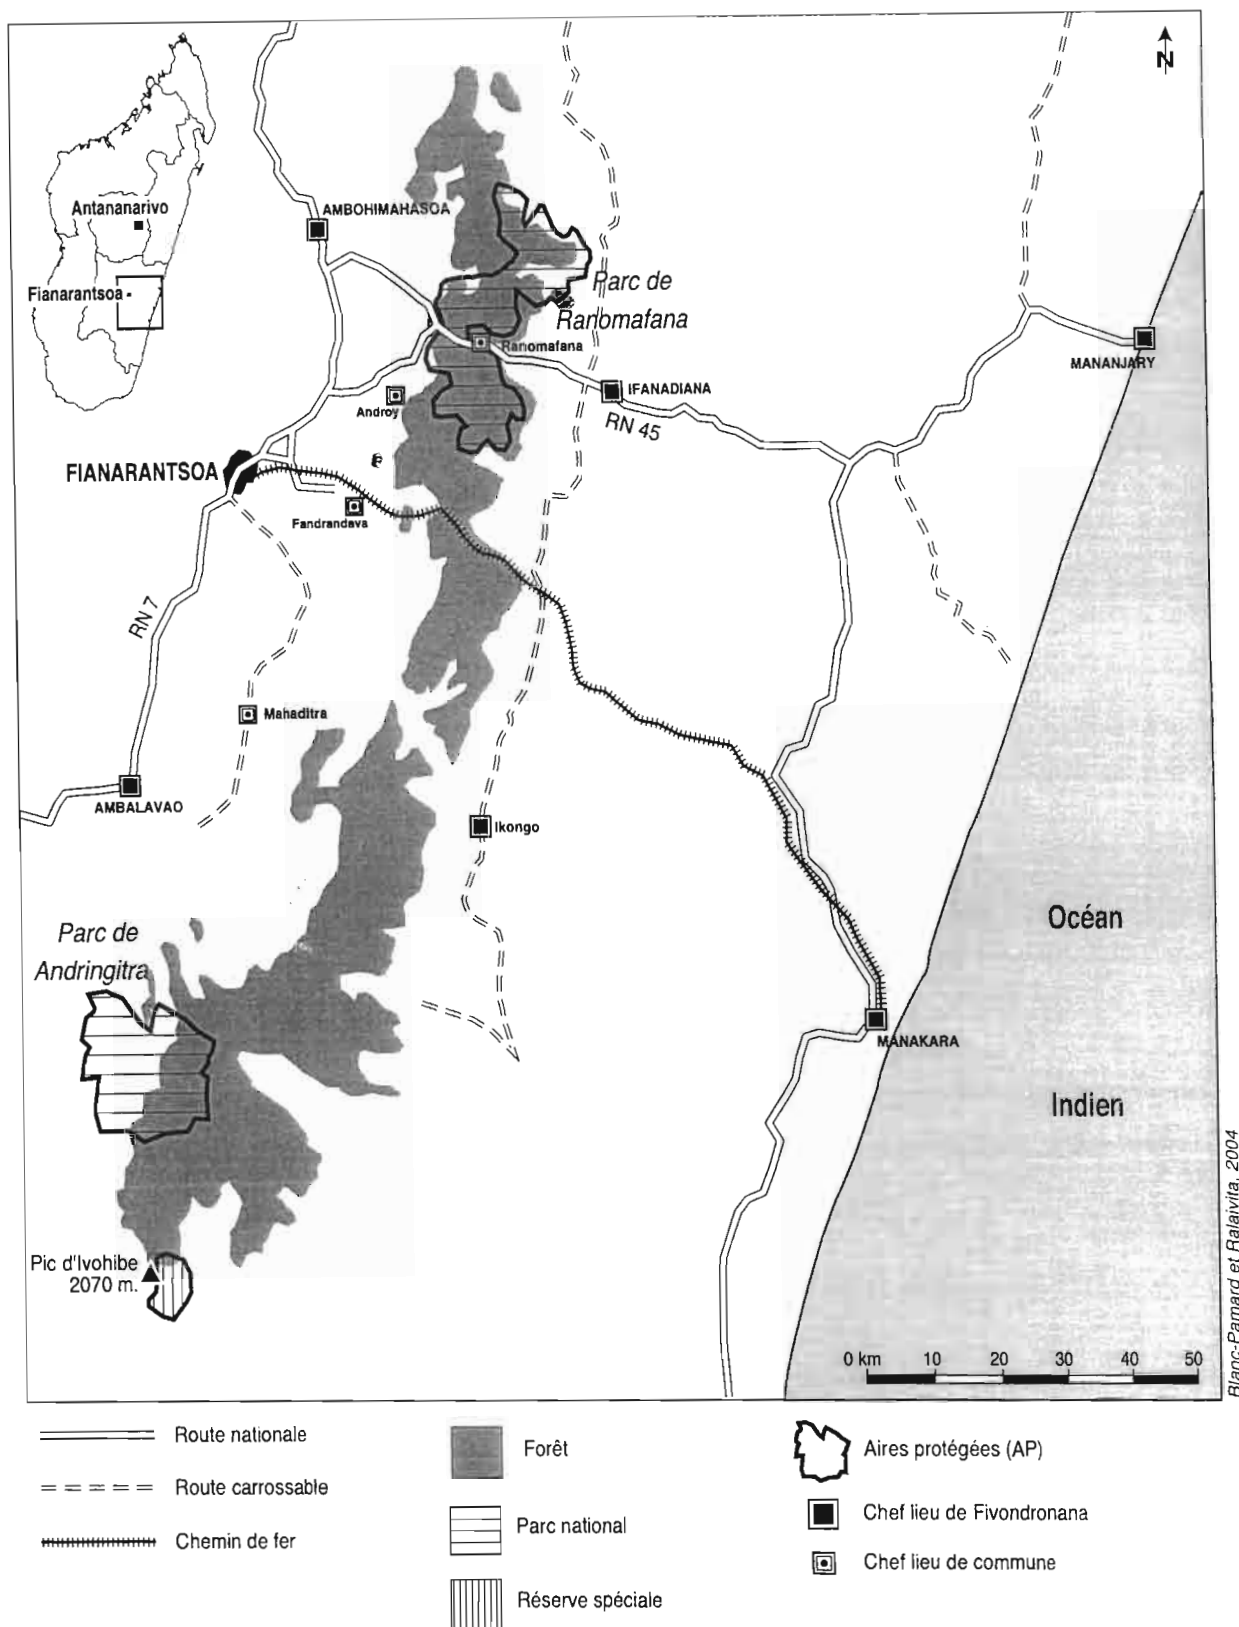 N
Antananarivo
Fianarantsoa
AMBOHIMAHASOA
Parc de
Ranomafana
Ranomafana
MANANJARY
IFANADIANA
Androy
RN 45
FIANARANTSOA
Fandrandava
RN 7
Mahaditra
AMBALAVAO
Ikongo
Parc de
Andringitra
Océan
MANAKARA
Indien
Pic d'Ivohibe
2070 m.
0 km 10 20 30 40 50
Blanc-Pamard et Ralaivita, 2004
Route nationale
Route carrossable
Chemin de fer
Forêt
Parc national
Réserve spéciale
Aires protégées (AP)
Chef lieu de Fivondronana
Chef lieu de commune